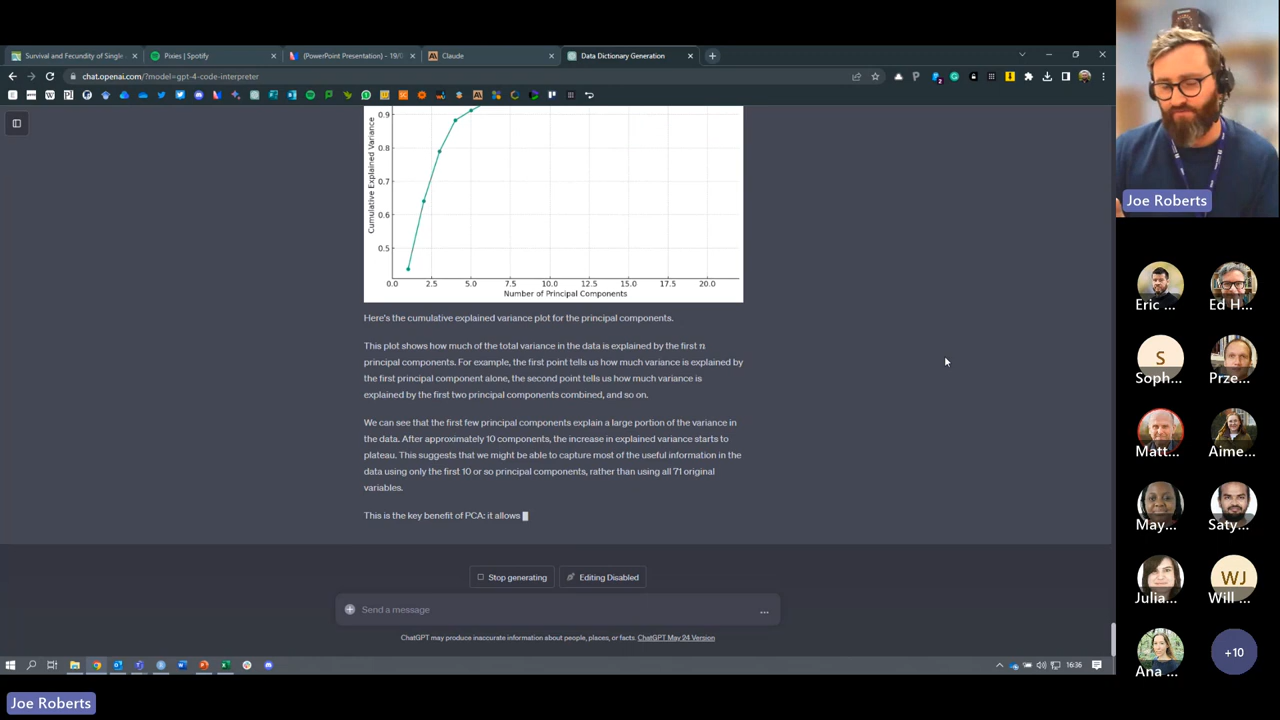 Survival and Fecundity of Single
Pixies | Spotify
(PowerPoint Presentation) – 19/0
Claude
Data Dictionary Generation
chat.openai.com/?model=gpt-4-code-interpreter
Cumulative Explained Variance
0.9
0.8
0.7
0.6
0.5
0.0 2.5 5.0 7.5 10.0 12.5 15.0 17.5 20.0
Number of Principal Components
Here's the cumulative explained variance plot for the principal components.
This plot shows how much of the total variance in the data is explained by the first n
principal components. For example, the first point tells us how much variance is explained by
the first principal component alone, the second point tells us how much variance is
explained by the first two principal components combined, and so on.
We can see that the first few principal components explain a large portion of the variance in
the data. After approximately 10 components, the increase in explained variance starts to
plateau. This suggests that we might be able to capture most of the useful information in the
data using only the first 10 or so principal components, rather than using all 71 original
variables.
This is the key benefit of PCA: it allows
Stop generating
Editing Disabled
Send a message
...
ChatGPT may produce inaccurate information about people, places, or facts. ChatGPT May 24 Version
16:36
Joe Roberts
Joe Roberts
Eric ...
Ed H...
S
Soph...
Prze...
Matt...
Aime...
May...
Saty...
Julia...
WJ
Will ...
Ana ...
+10